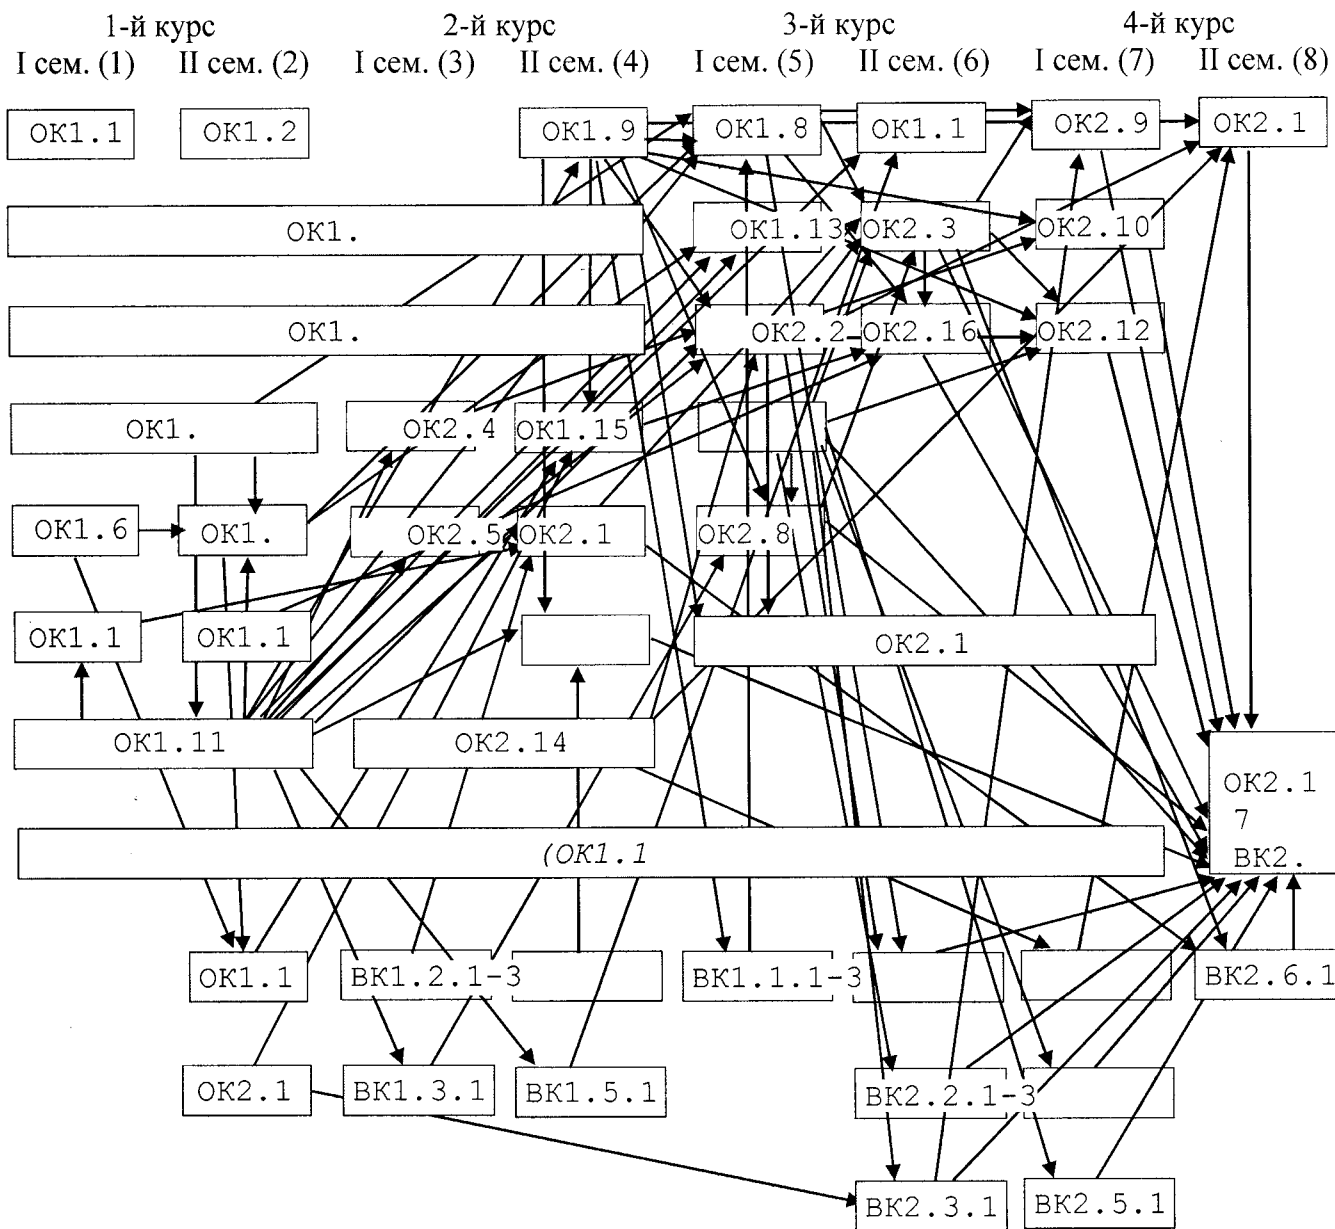 1-й курс 2-й курс 3-й курс 4-й курс
I сем. (1) II сем. (2) I сем. (3) II сем. (4) I сем. (5) II сем. (6) I сем. (7) II сем. (8)
ОК1.1 ОК1.2 ОК1.9 ОК1.8 ОК1.1 ОК2.9 ОК2.1
ОК1. ОК1.13 ОК2.3 ОК2.10
ОК1. ОК2.2 ОК2.16 ОК2.12
ОК1. ОК2.4 ОК1.15
ОК1.6 ОК1. ОК2.5 ОК2.1 ОК2.8
ОК1.1 ОК1.1 ОК2.1
ОК1.11 ОК2.14
ОК2.1
7
ВК2.
(ОК1.1
ОК1.1 ВК1.2.1-3 ВК1.1.1-3 ВК2.6.1
ОК2.1 ВК1.3.1 ВК1.5.1 ВК2.2.1-3
ВК2.3.1 ВК2.5.1